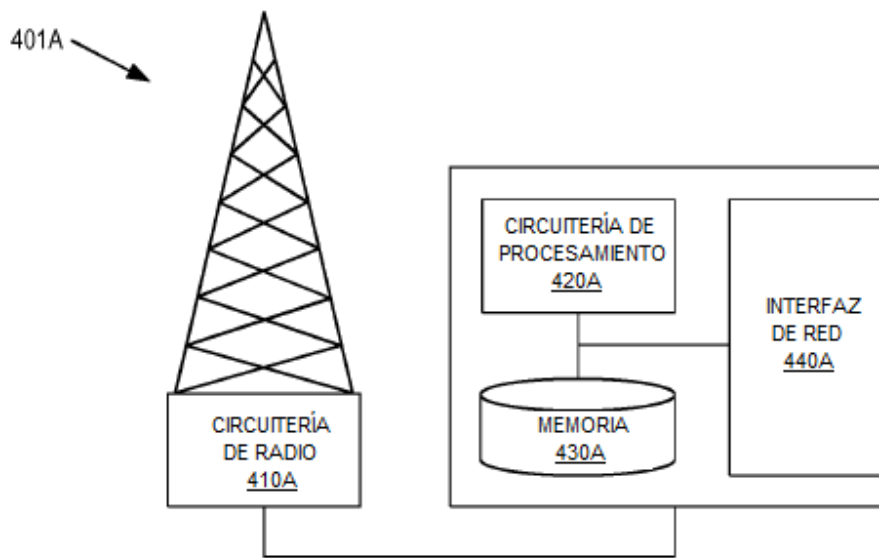 401A
CIRCUITERÍA
DE RADIO
410A
CIRCUITERÍA DE
PROCESAMIENTO
420A
MEMORIA
430A
INTERFAZ
DE RED
440A